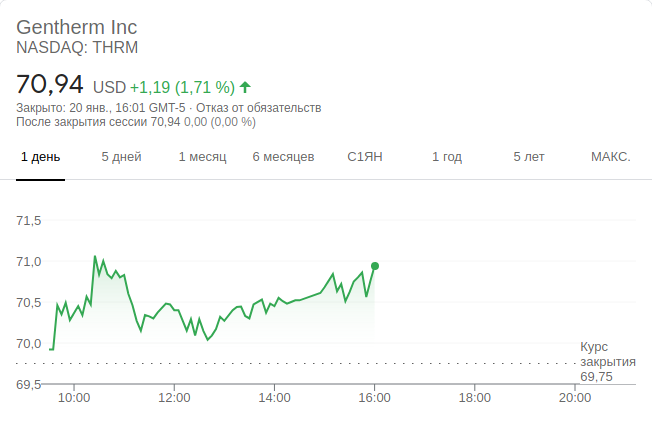 Gentherm Inc
NASDAQ: THRM
70,94 USD +1,19 (1,71 %)
Закрыто: 20 янв., 16:01 GMT-5 · Отказ от обязательств
После закрытия сессии 70,94 0,00 (0,00 %)
1 день 5 дней 1 месяц 6 месяцев С1ЯН 1 год 5 лет МАКС.
71,5
71,0
70,5
70,0
Курс
закрытия
69,75
69,5
10:00 12:00 14:00 16:00 18:00 20:00